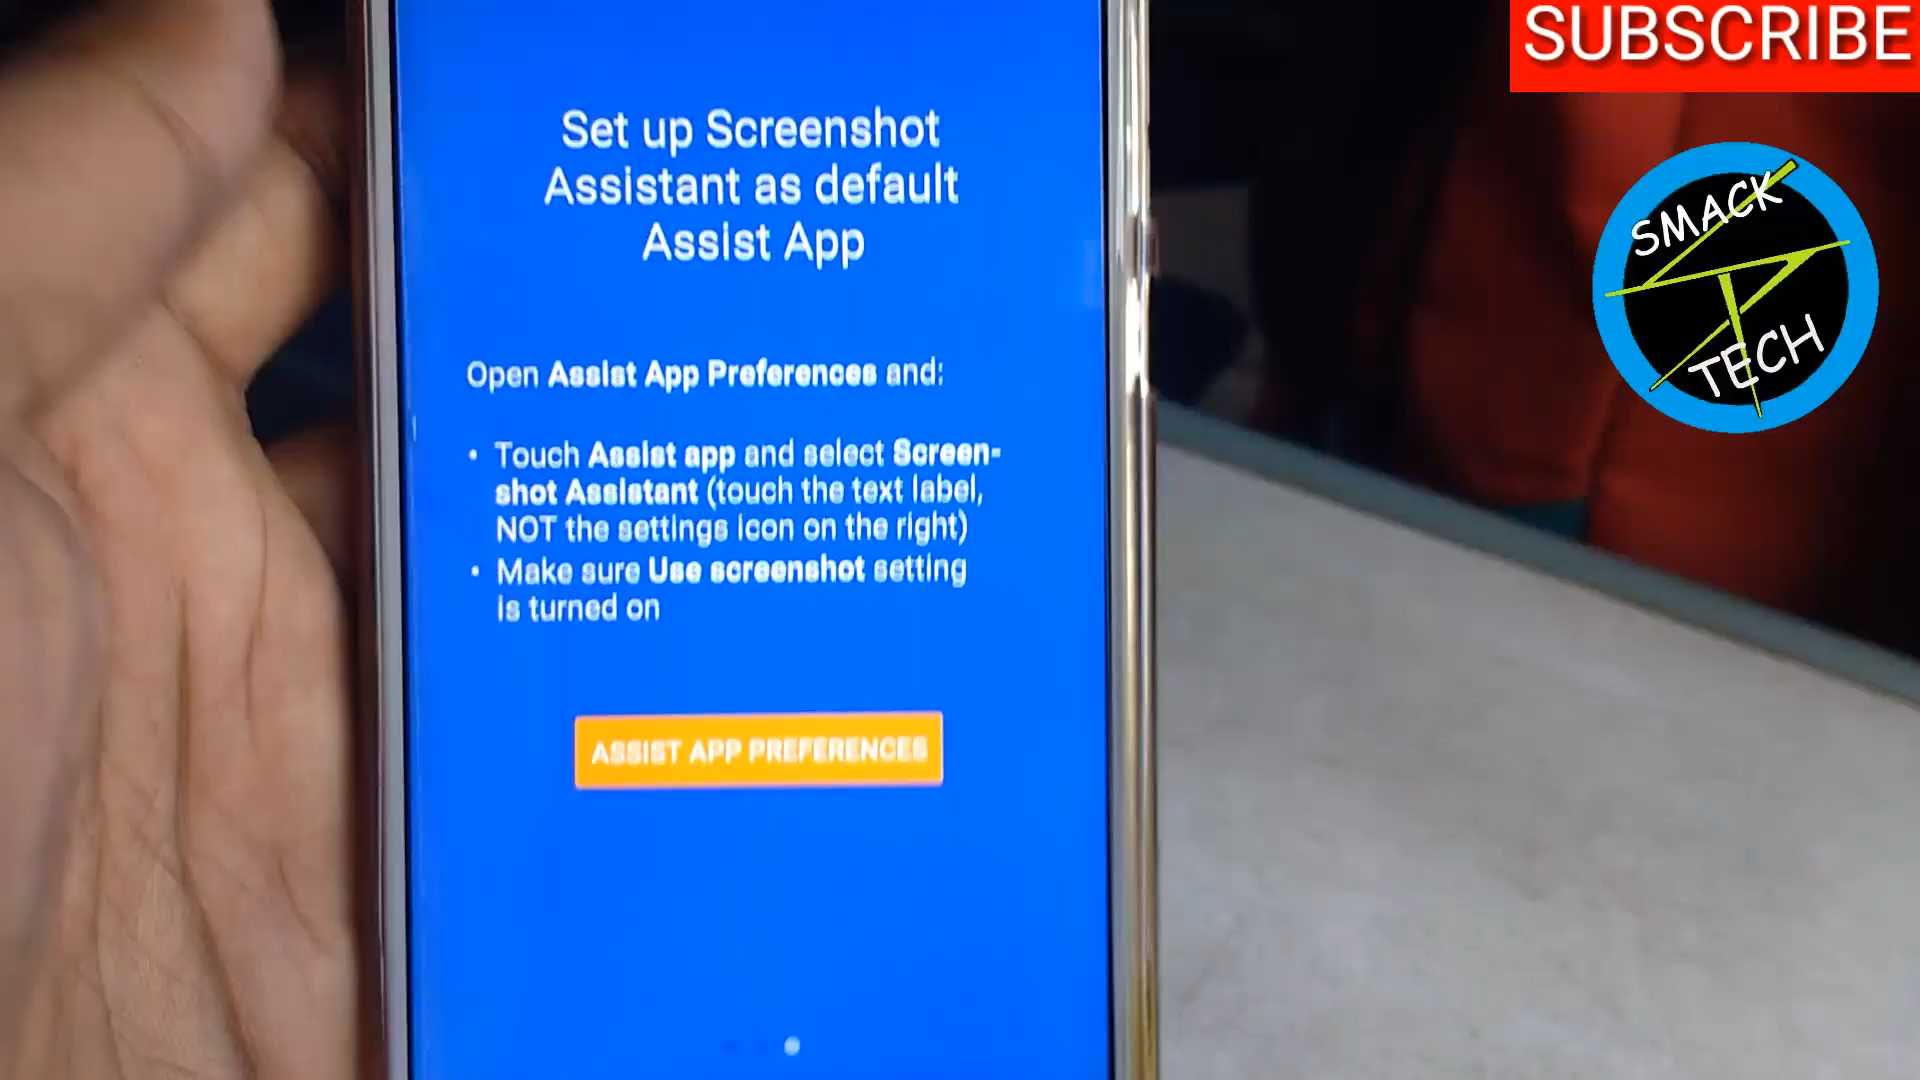 SUBSCRIBE
SMACK
TECH
Set up Screenshot
Assistant as default
Assist App
Open Assist App Preferences and:
• Touch Assist app and select Screen-
shot Assistant (touch the text label,
NOT the settings icon on the right)
• Make sure Use screenshot setting
is turned on
ASSIST APP PREFERENCES